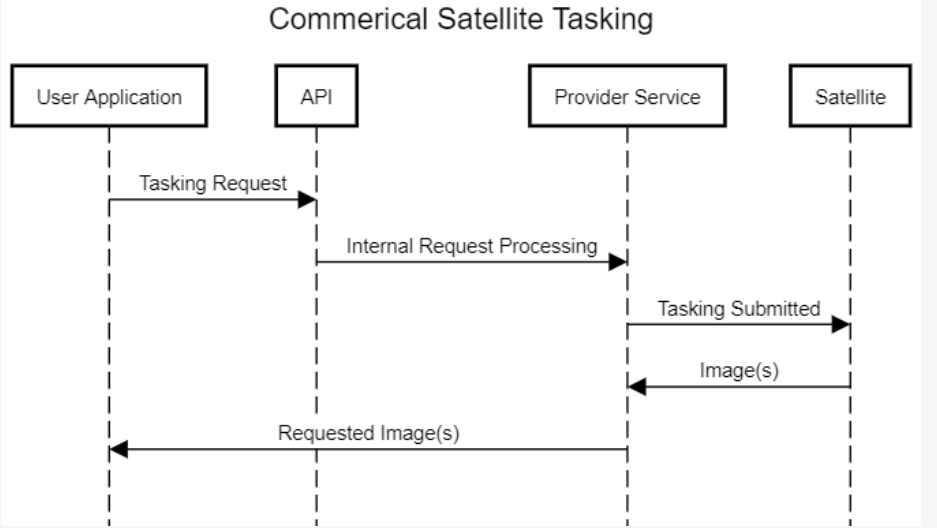 Commerical Satellite Tasking
User Application
API
Provider Service
Satellite
Tasking Request
Internal Request Processing
Tasking Submitted
Image(s)
Requested Image(s)